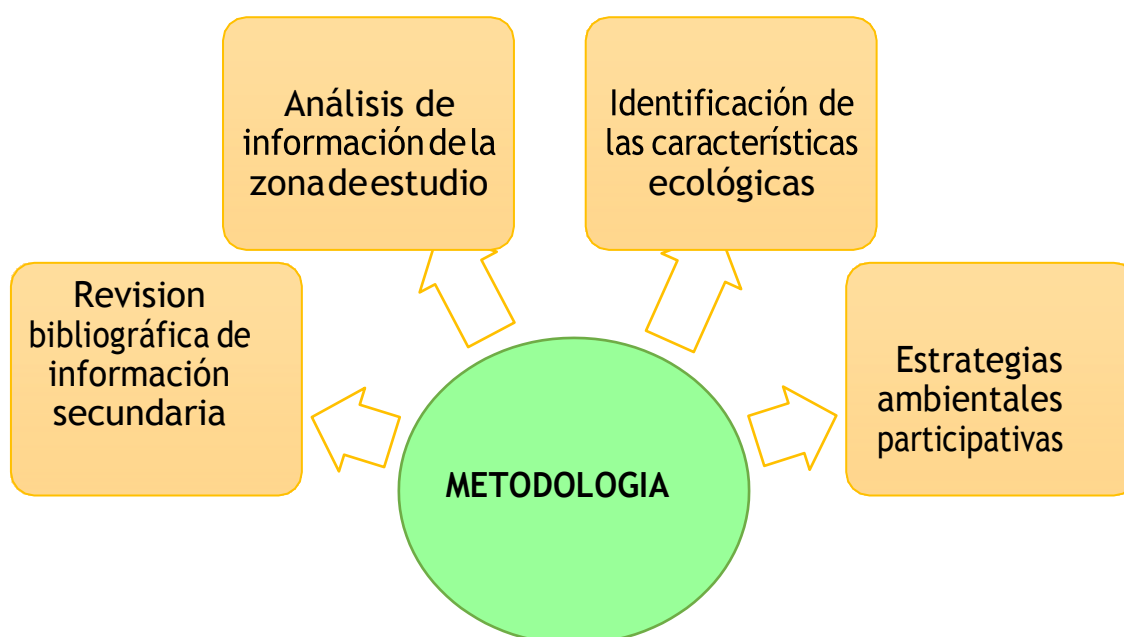 Análisis de
información de la
zona de estudio
Identificación de
las características
ecológicas
Revision
bibliográfica de
información
secundaria
Estrategias
ambientales
participativas
METODOLOGIA